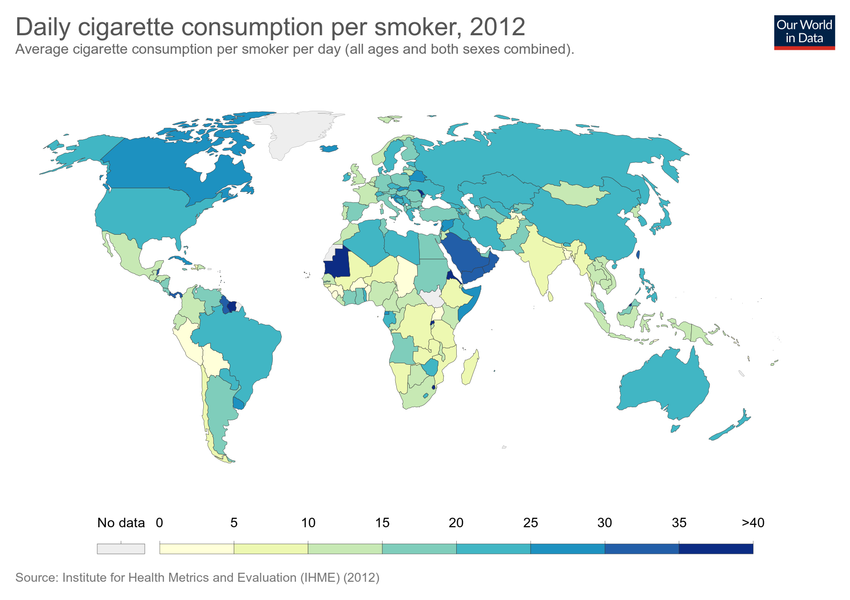 Daily cigarette consumption per smoker, 2012
Average cigarette consumption per smoker per day (all ages and both sexes combined).
Our World
in Data
No data 0 5 10 15 20 25 30 35 >40
Source: Institute for Health Metrics and Evaluation (IHME) (2012)